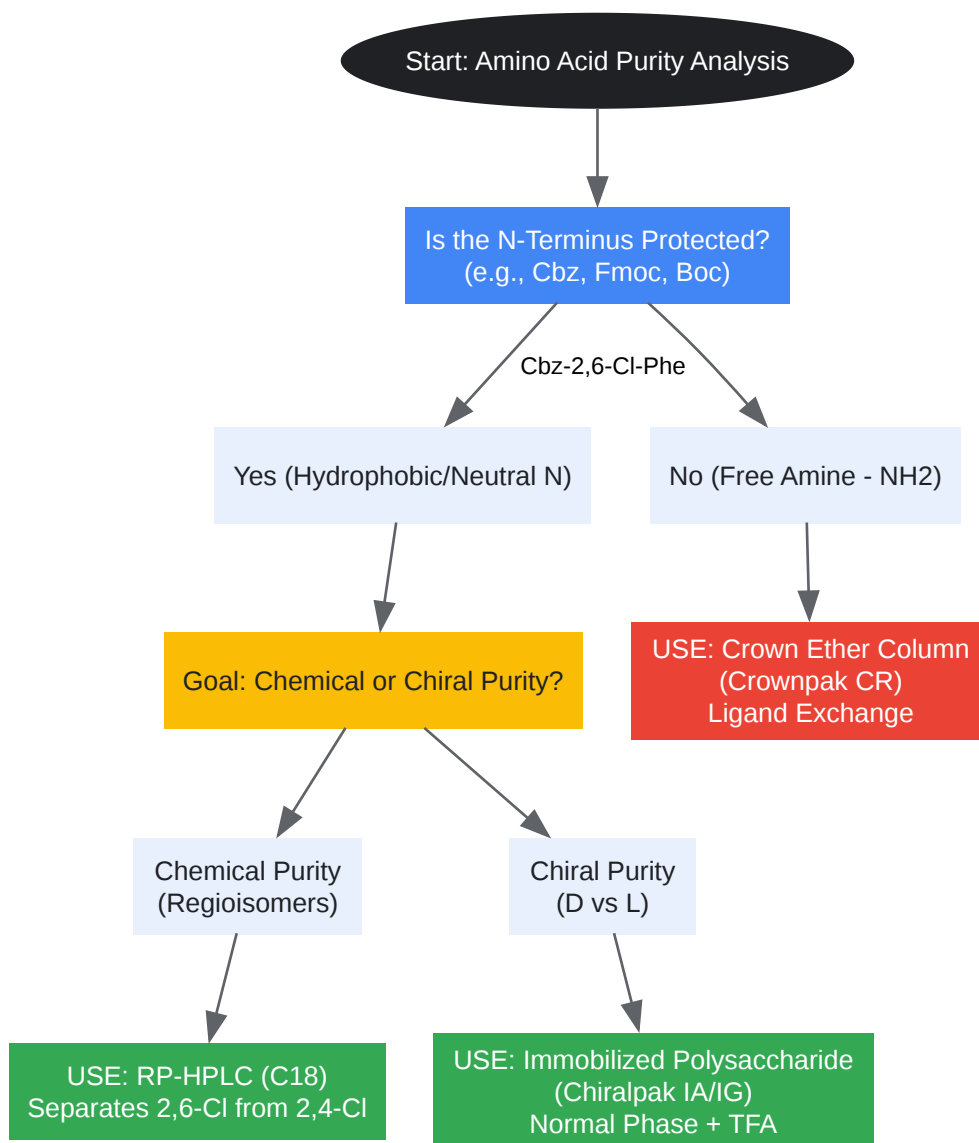 Start: Amino Acid Purity Analysis
Is the N-Terminus Protected?
(e.g., Cbz, Fmoc, Boc)
Cbz-2,6-Cl-Phe
Yes (Hydrophobic/Neutral N)
No (Free Amine - NH2)
Goal: Chemical or Chiral Purity?
USE: Crown Ether Column
(Crownpak CR)
Ligand Exchange
Chemical Purity
(Regioisomers)
Chiral Purity
(D vs L)
USE: RP-HPLC (C18)
Separates 2,6-Cl from 2,4-Cl
USE: Immobilized Polysaccharide
(Chiralpak IA/IG)
Normal Phase + TFA